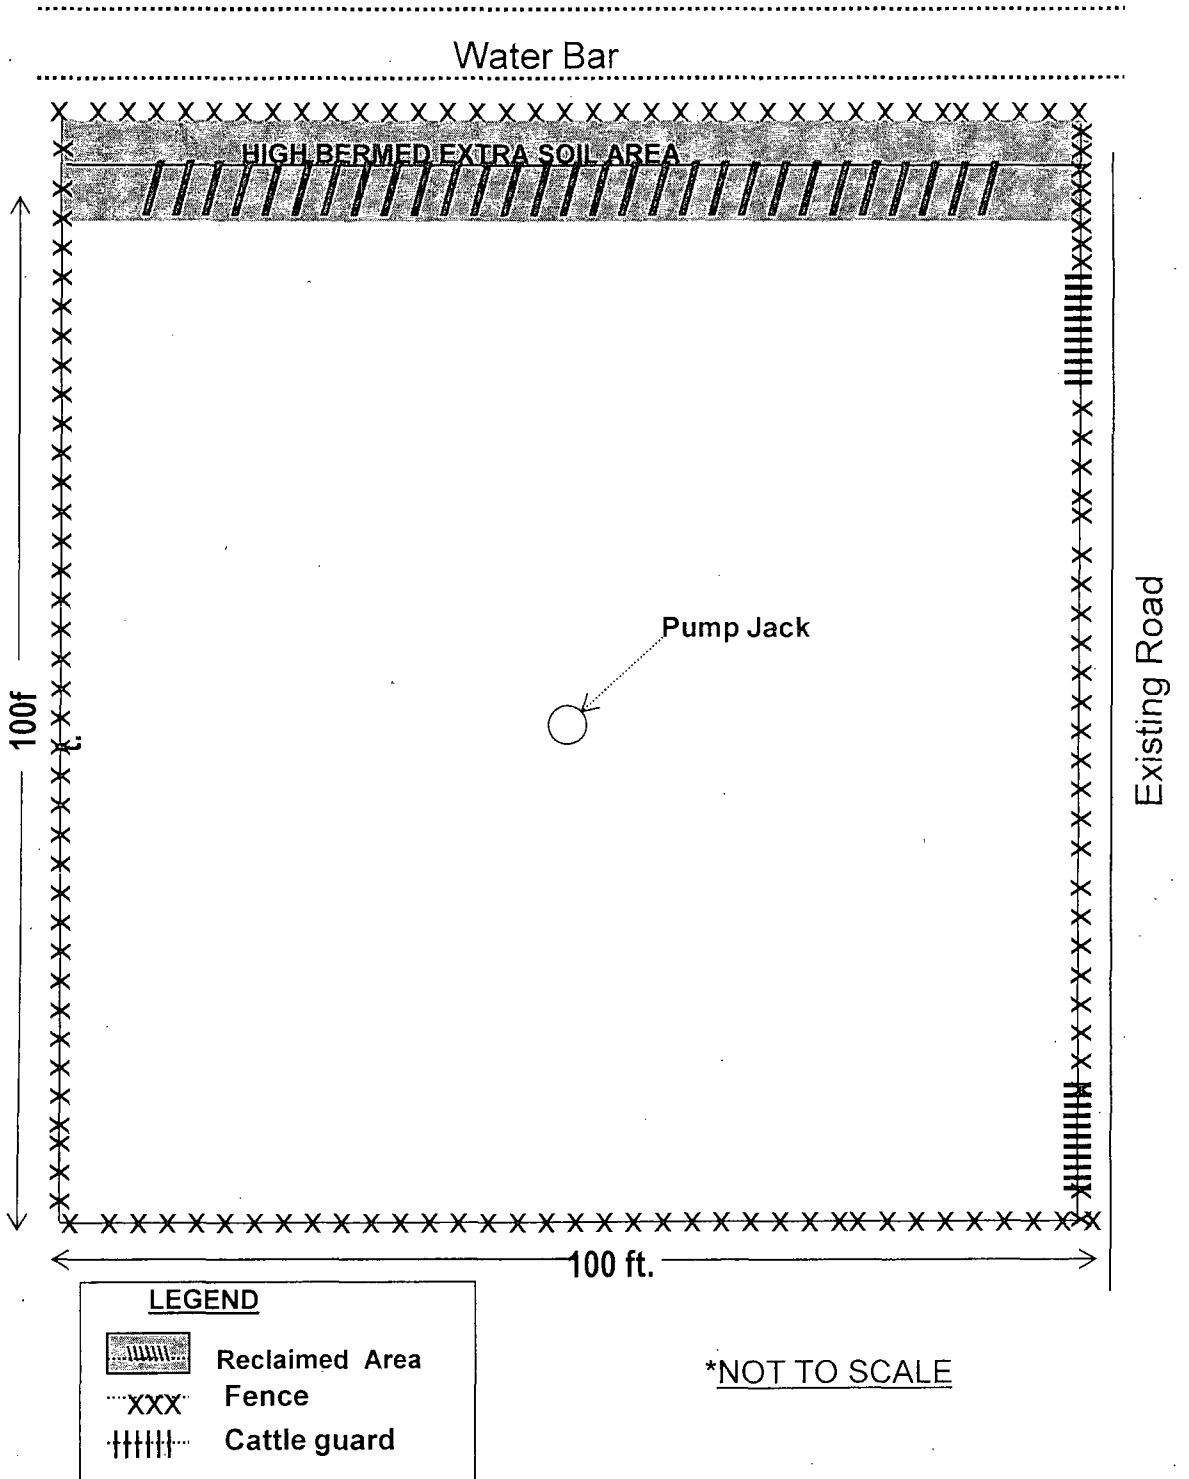 Water Bar
HIGH BERMED EXTRA SOIL AREA
Pump Jack
Existing Road
100f
t.
100 ft.
LEGEND
Reclaimed Area
XXX Fence
Cattle guard
*NOT TO SCALE